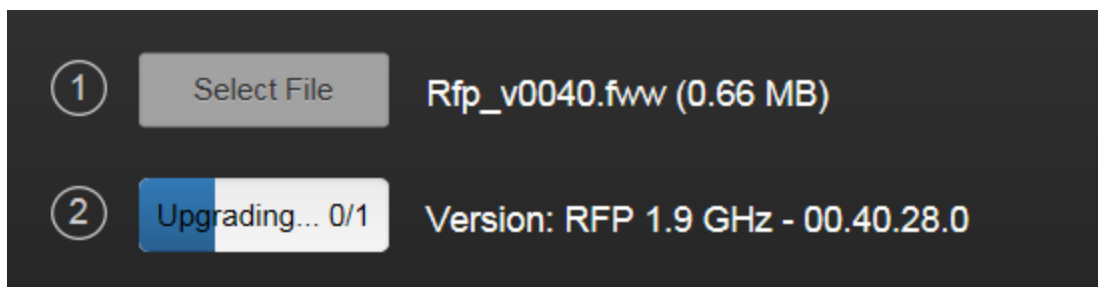 1 Select File Rfp_v0040.fww (0.66 MB)
2 Upgrading... 0/1 Version: RFP 1.9 GHz - 00.40.28.0